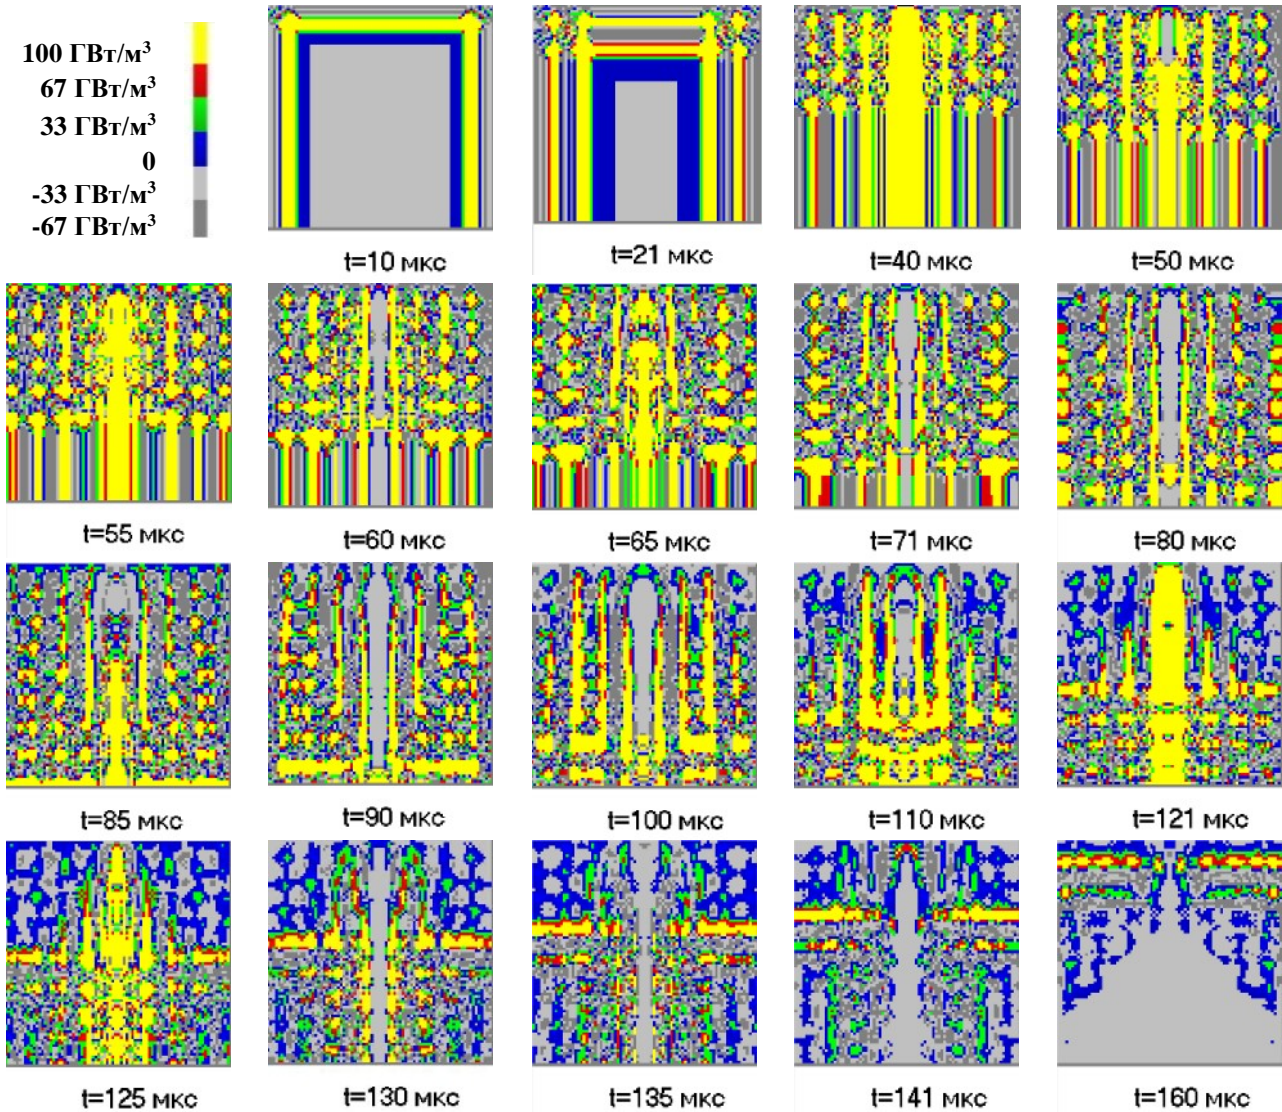 100 ГВт/м³
67 ГВт/м³
33 ГВт/м³
0
-33 ГВт/м³
-67 ГВт/м³
t=10 мкс
t=21 мкс
t=40 мкс
t=50 мкс
t=55 мкс
t=60 мкс
t=65 мкс
t=71 мкс
t=80 мкс
t=85 мкс
t=90 мкс
t=100 мкс
t=110 мкс
t=121 мкс
t=125 мкс
t=130 мкс
t=135 мкс
t=141 мкс
t=160 мкс